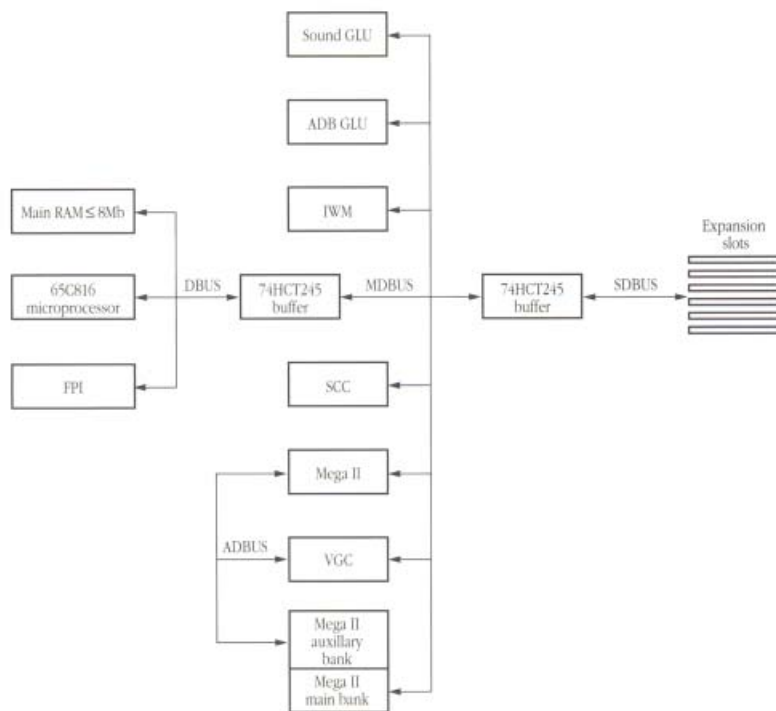 Sound GLU
ADB GLU
IWM
Main RAM ≤ 8Mb
Expansion
slots
65C816
microprocessor
DBUS
74HCT245
buffer
MDBUS
74HCT245
buffer
SDBUS
FPI
SCC
Mega II
ADBUS
VGC
Mega II
auxillary
bank
Mega II
main bank